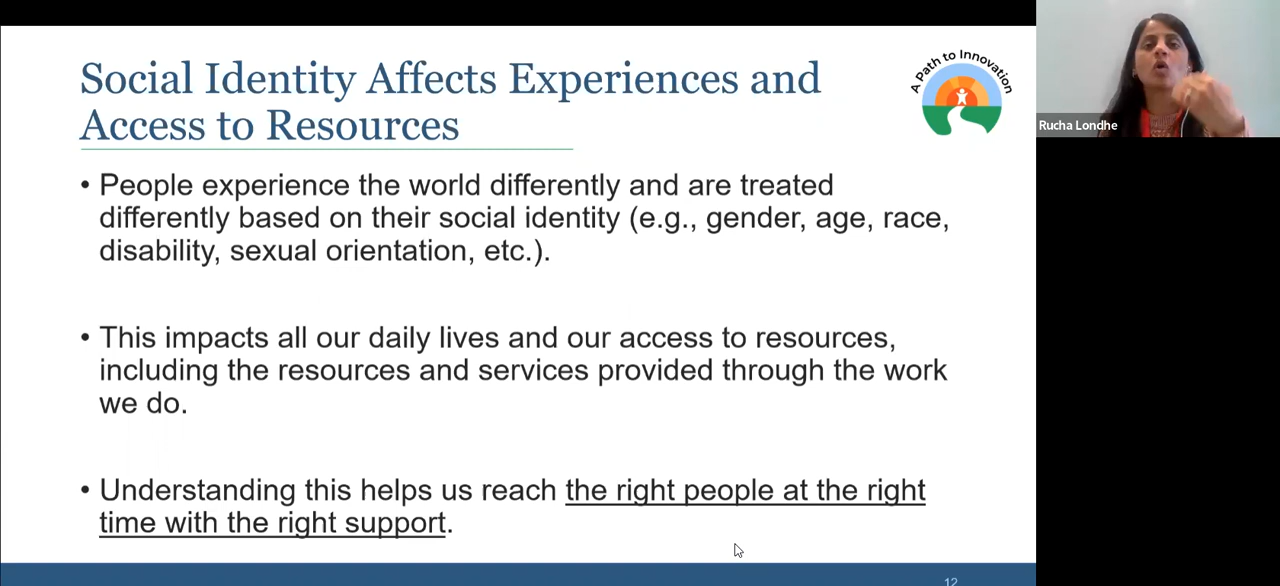 Social Identity Affects Experiences and
Access to Resources
A Path to Innovation
• People experience the world differently and are treated
differently based on their social identity (e.g., gender, age, race,
disability, sexual orientation, etc.).
• This impacts all our daily lives and our access to resources,
including the resources and services provided through the work
we do.
• Understanding this helps us reach the right people at the right
time with the right support.
12
Rucha Londhe